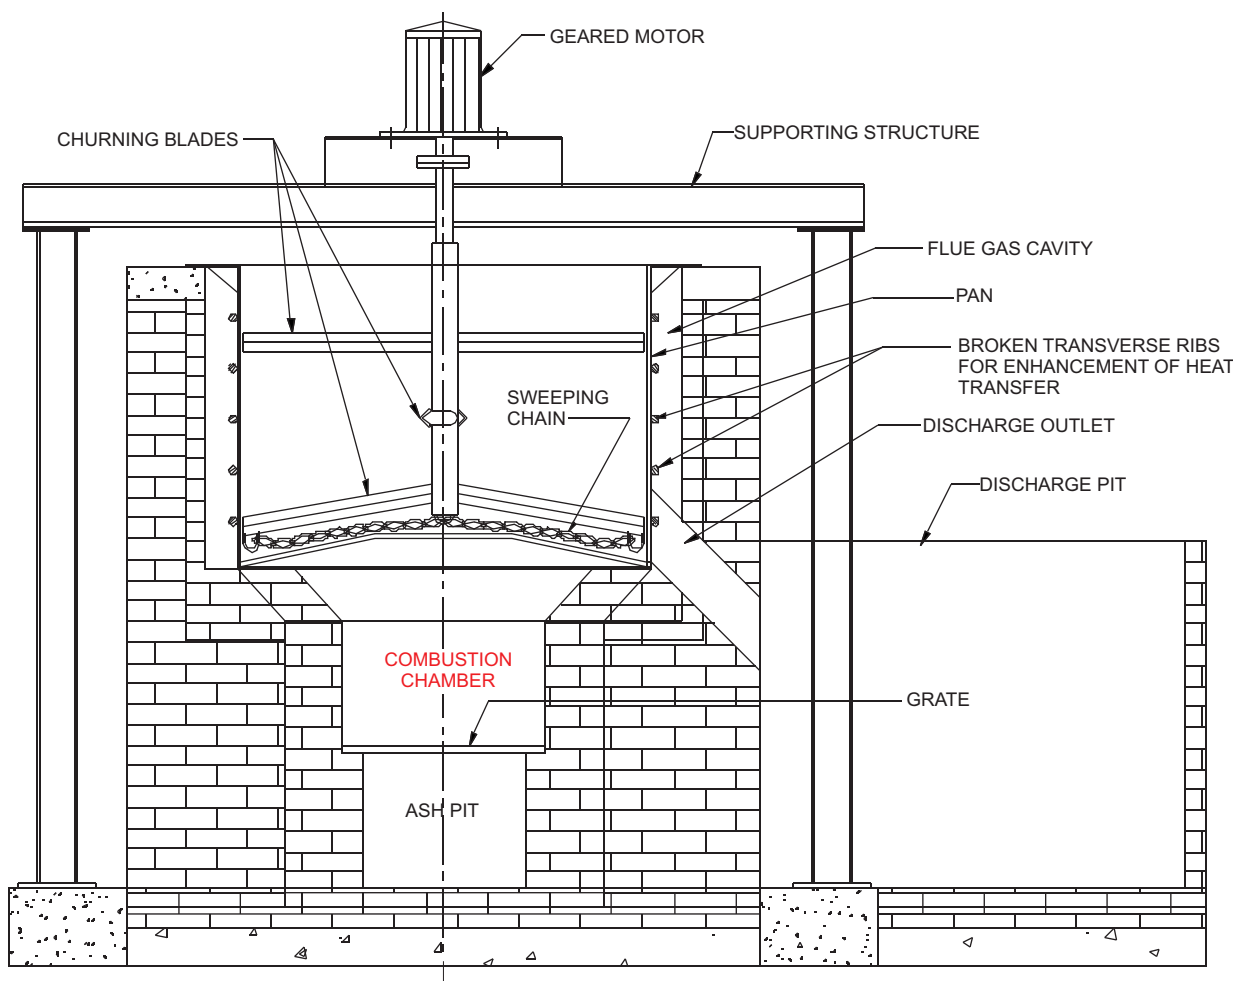 GEARED MOTOR
CHURNING BLADES
SUPPORTING STRUCTURE
FLUE GAS CAVITY
PAN
BROKEN TRANSVERSE RIBS
FOR ENHANCEMENT OF HEAT
TRANSFER
SWEEPING
CHAIN
DISCHARGE OUTLET
DISCHARGE PIT
COMBUSTION
CHAMBER
GRATE
ASH PIT